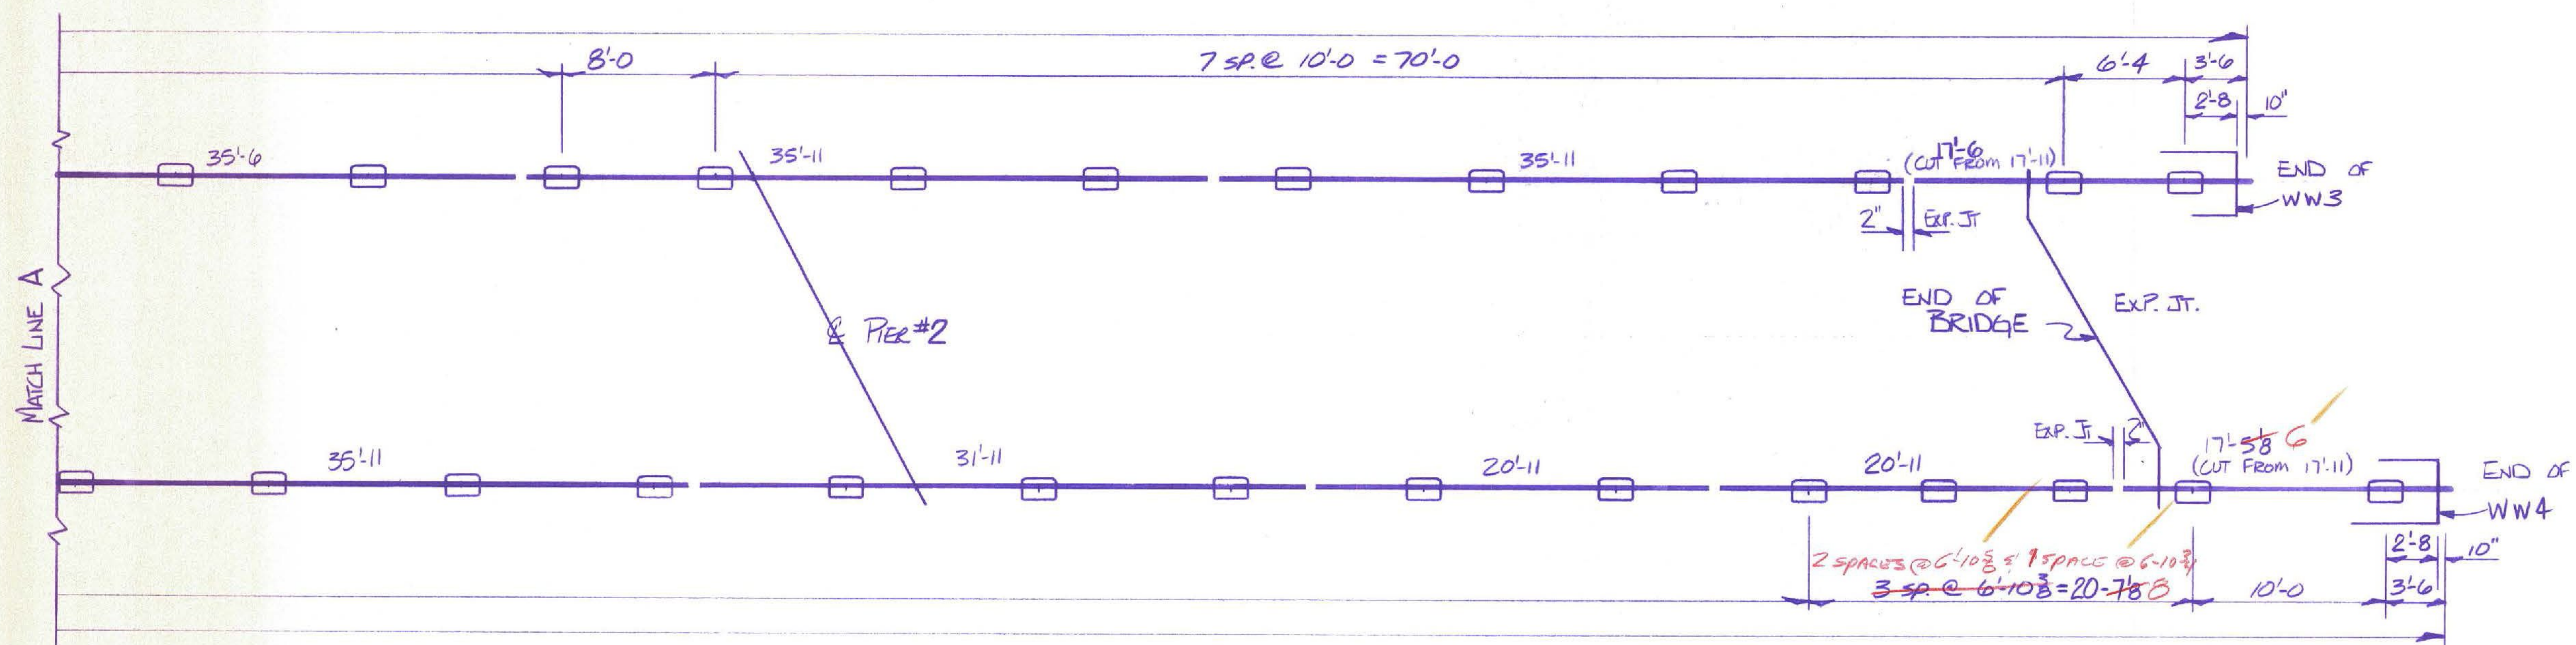 8'-0
7 SP. @ 10'-0 = 70'-0
6'-4
3'-6
2'-8
10"
35'-6
35'-11
35'-11
17'-6
(CUT FROM 17'-11)
END OF
WW3
2"
EXP. JT
MATCH LINE A
℄ PIER #2
END OF
BRIDGE
EXP. JT.
35'-11
31'-11
20'-11
20'-11
EXP. JT.
2"
17'-5⅛ 6
(CUT FROM 17'-11)
END OF
WW4
2 SPACES @ 6'-10⅝ & 1 SPACE @ 6-10¾
3 SP. @ 6'-10⅜ = 20-7⅛ 8
10'-0
2'-8
10"
3'-6